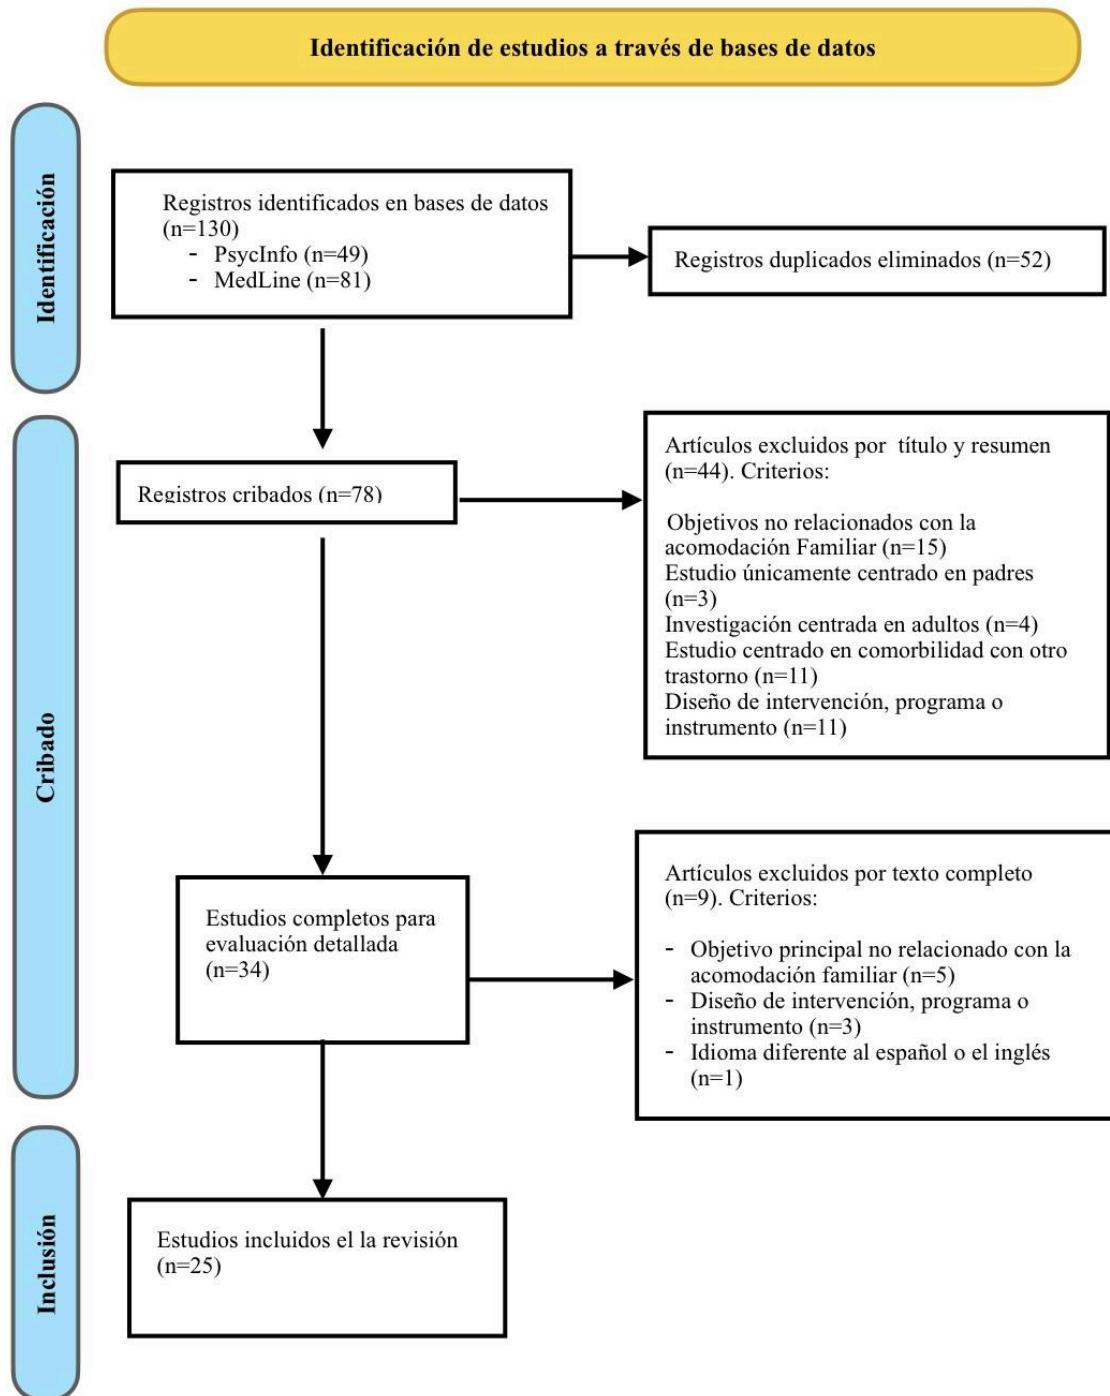 Identificación de estudios a través de bases de datos
Identificación
Registros identificados en bases de datos
(n=130)
- PsycInfo (n=49)
- MedLine (n=81)
Registros duplicados eliminados (n=52)
Cribado
Registros cribados (n=78)
Artículos excluidos por título y resumen
(n=44). Criterios:
Objetivos no relacionados con la
acomodación Familiar (n=15)
Estudio únicamente centrado en padres
(n=3)
Investigación centrada en adultos (n=4)
Estudio centrado en comorbilidad con otro
trastorno (n=11)
Diseño de intervención, programa o
instrumento (n=11)
Estudios completos para
evaluación detallada
(n=34)
Artículos excluidos por texto completo
(n=9). Criterios:
- Objetivo principal no relacionado con la
acomodación familiar (n=5)
- Diseño de intervención, programa o
instrumento (n=3)
- Idioma diferente al español o el inglés
(n=1)
Inclusión
Estudios incluidos el la revisión
(n=25)